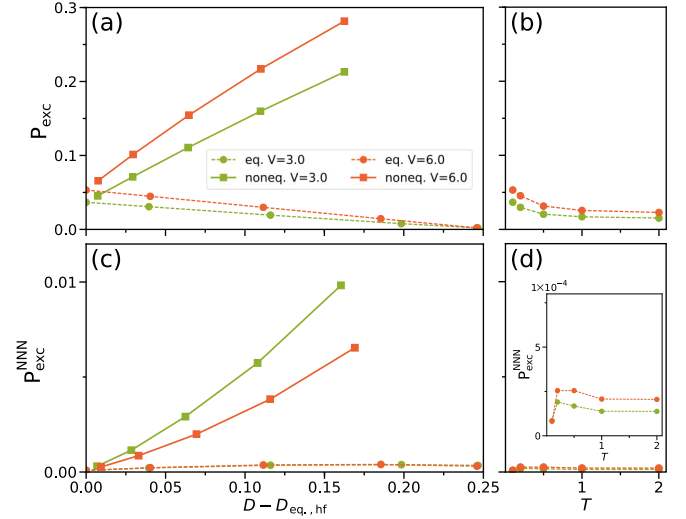 (a)
0.3
0.2
0.1
0.0
P_exc
eq. V=3.0
noneq. V=3.0
eq. V=6.0
noneq. V=6.0
(b)
(c)
0.01
0.00
P_exc^NNN
0.00 0.05 0.10 0.15 0.20 0.25
D − D_eq., hf
(d)
1×10⁻⁴
5
0
P_exc^NNN
1 2
T
0 1 2
T